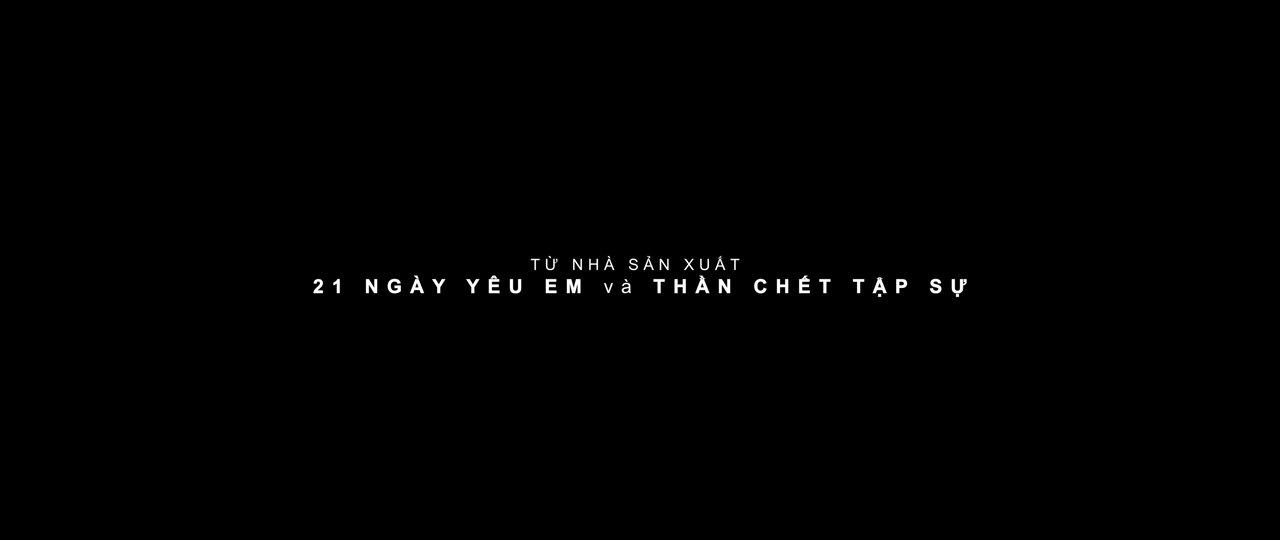 TỪ NHÀ SẢN XUẤT
21 NGÀY YÊU EM và THẦN CHẾT TẬP SỰ